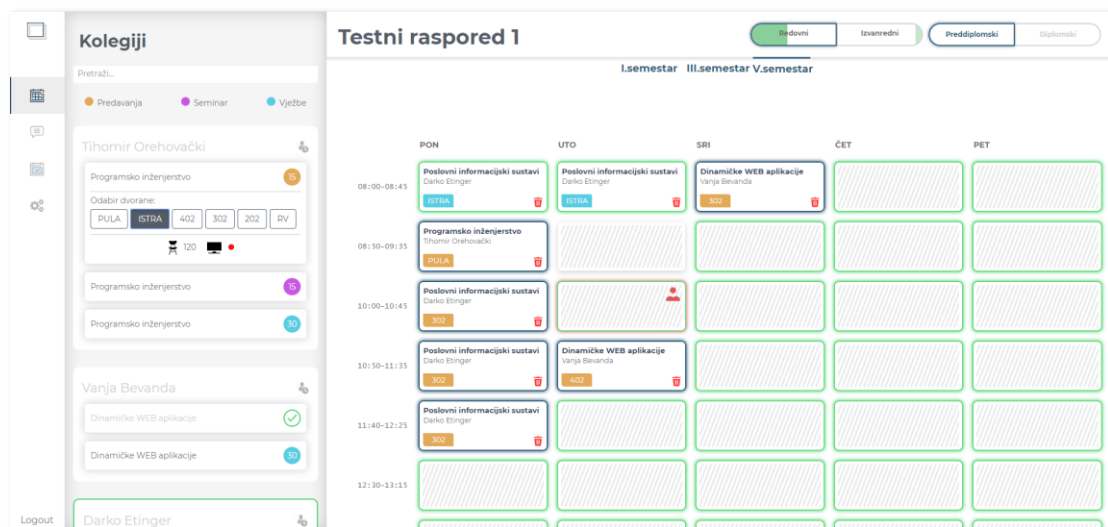 Kolegiji
Pretraži...
Predavanja Seminar Vježbe
Tihomir Orehovački
Programsko inženjerstvo 15
Odabir dvorane:
PULA ISTRA 402 302 202 RV
120
Programsko inženjerstvo 15
Programsko inženjerstvo 30
Vanja Bevanda
Dinamičke WEB aplikacije
Dinamičke WEB aplikacije 30
Darko Etinger
Logout
Testni raspored 1
Redovni Izvanredni Preddiplomski Diplomski
I.semestar III.semestar V.semestar
PON UTO SRI ČET PET
08:00-08:45
Poslovni informacijski sustavi
Darko Etinger
ISTRA
Poslovni informacijski sustavi
Darko Etinger
ISTRA
Dinamičke WEB aplikacije
Vanja Bevanda
302
08:50-09:35
Programsko inženjerstvo
Tihomir Orehovački
PULA
10:00-10:45
Poslovni informacijski sustavi
Darko Etinger
302
10:50-11:35
Poslovni informacijski sustavi
Darko Etinger
302
Dinamičke WEB aplikacije
Vanja Bevanda
402
11:40-12:25
Poslovni informacijski sustavi
Darko Etinger
302
12:30-13:15